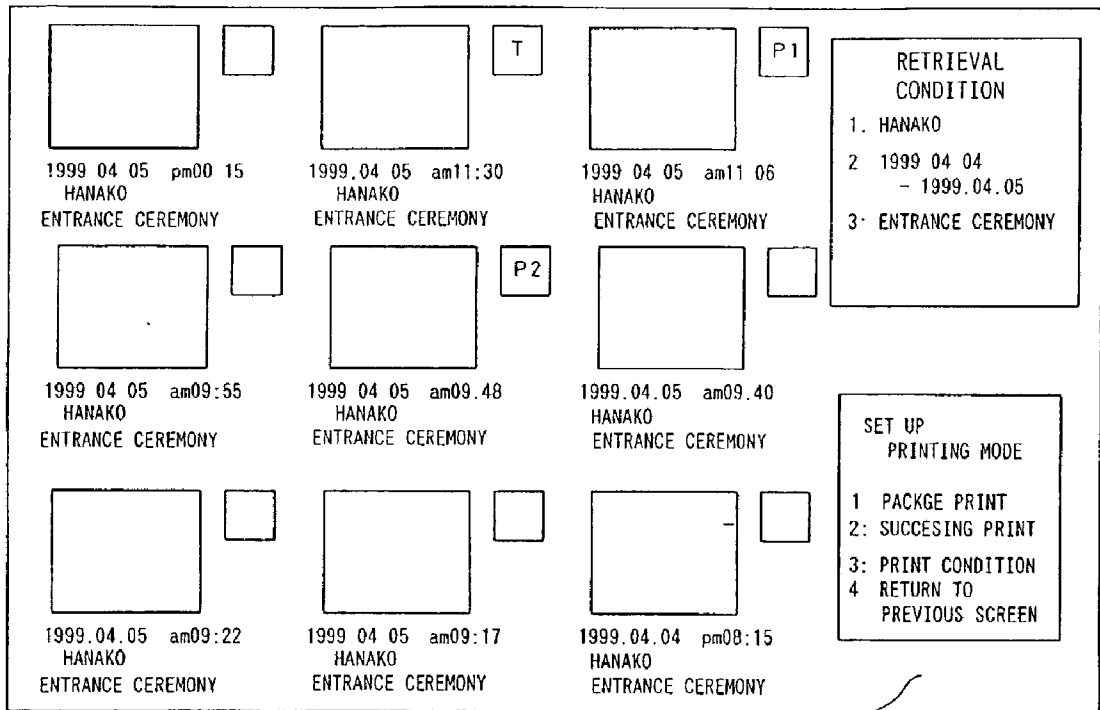 T
P1
1999 04 05 pm00 15
HANAKO
ENTRANCE CEREMONY
1999.04.05 am11:30
HANAKO
ENTRANCE CEREMONY
1999 04 05 am11 06
HANAKO
ENTRANCE CEREMONY
P2
1999 04 05 am09:55
HANAKO
ENTRANCE CEREMONY
1999 04 05 am09.48
HANAKO
ENTRANCE CEREMONY
1999.04.05 am09.40
HANAKO
ENTRANCE CEREMONY
1999.04.05 am09:22
HANAKO
ENTRANCE CEREMONY
1999 04 05 am09:17
HANAKO
ENTRANCE CEREMONY
1999.04.04 pm08:15
HANAKO
ENTRANCE CEREMONY
RETRIEVAL
CONDITION
1. HANAKO
2 1999 04 04
- 1999.04.05
3· ENTRANCE CEREMONY
SET UP
PRINTING MODE
1 PACKGE PRINT
2: SUCCESING PRINT
3: PRINT CONDITION
4 RETURN TO
PREVIOUS SCREEN